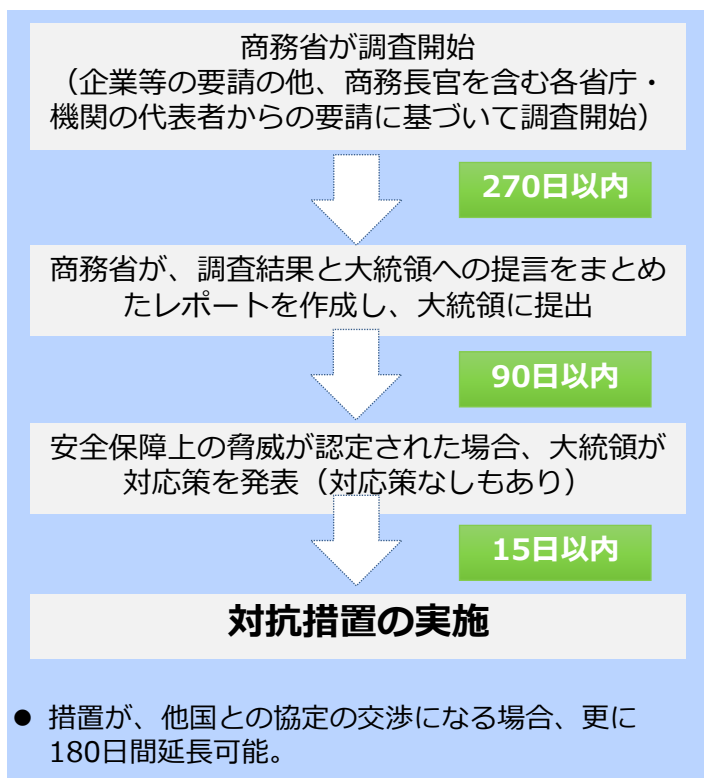 商務省が調査開始
（企業等の要請の他、商務長官を含む各省庁・
機関の代表者からの要請に基づいて調査開始）
270日以内
商務省が、調査結果と大統領への提言をまとめ
たレポートを作成し、大統領に提出
90日以内
安全保障上の脅威が認定された場合、大統領が
対応策を発表（対応策なしもあり）
15日以内
対抗措置の実施
● 措置が、他国との協定の交渉になる場合、更に
180日間延長可能。